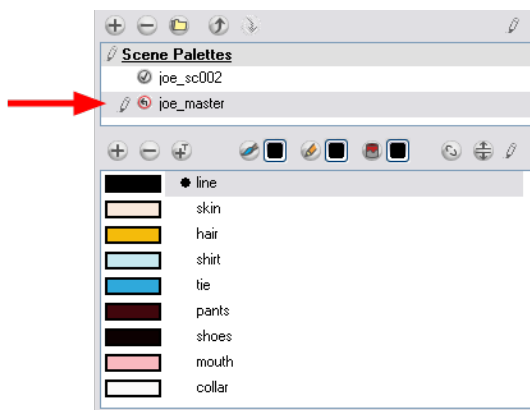 Scene Palettes
joe_sc002
joe_master
T
line
skin
hair
shirt
tie
pants
shoes
mouth
collar